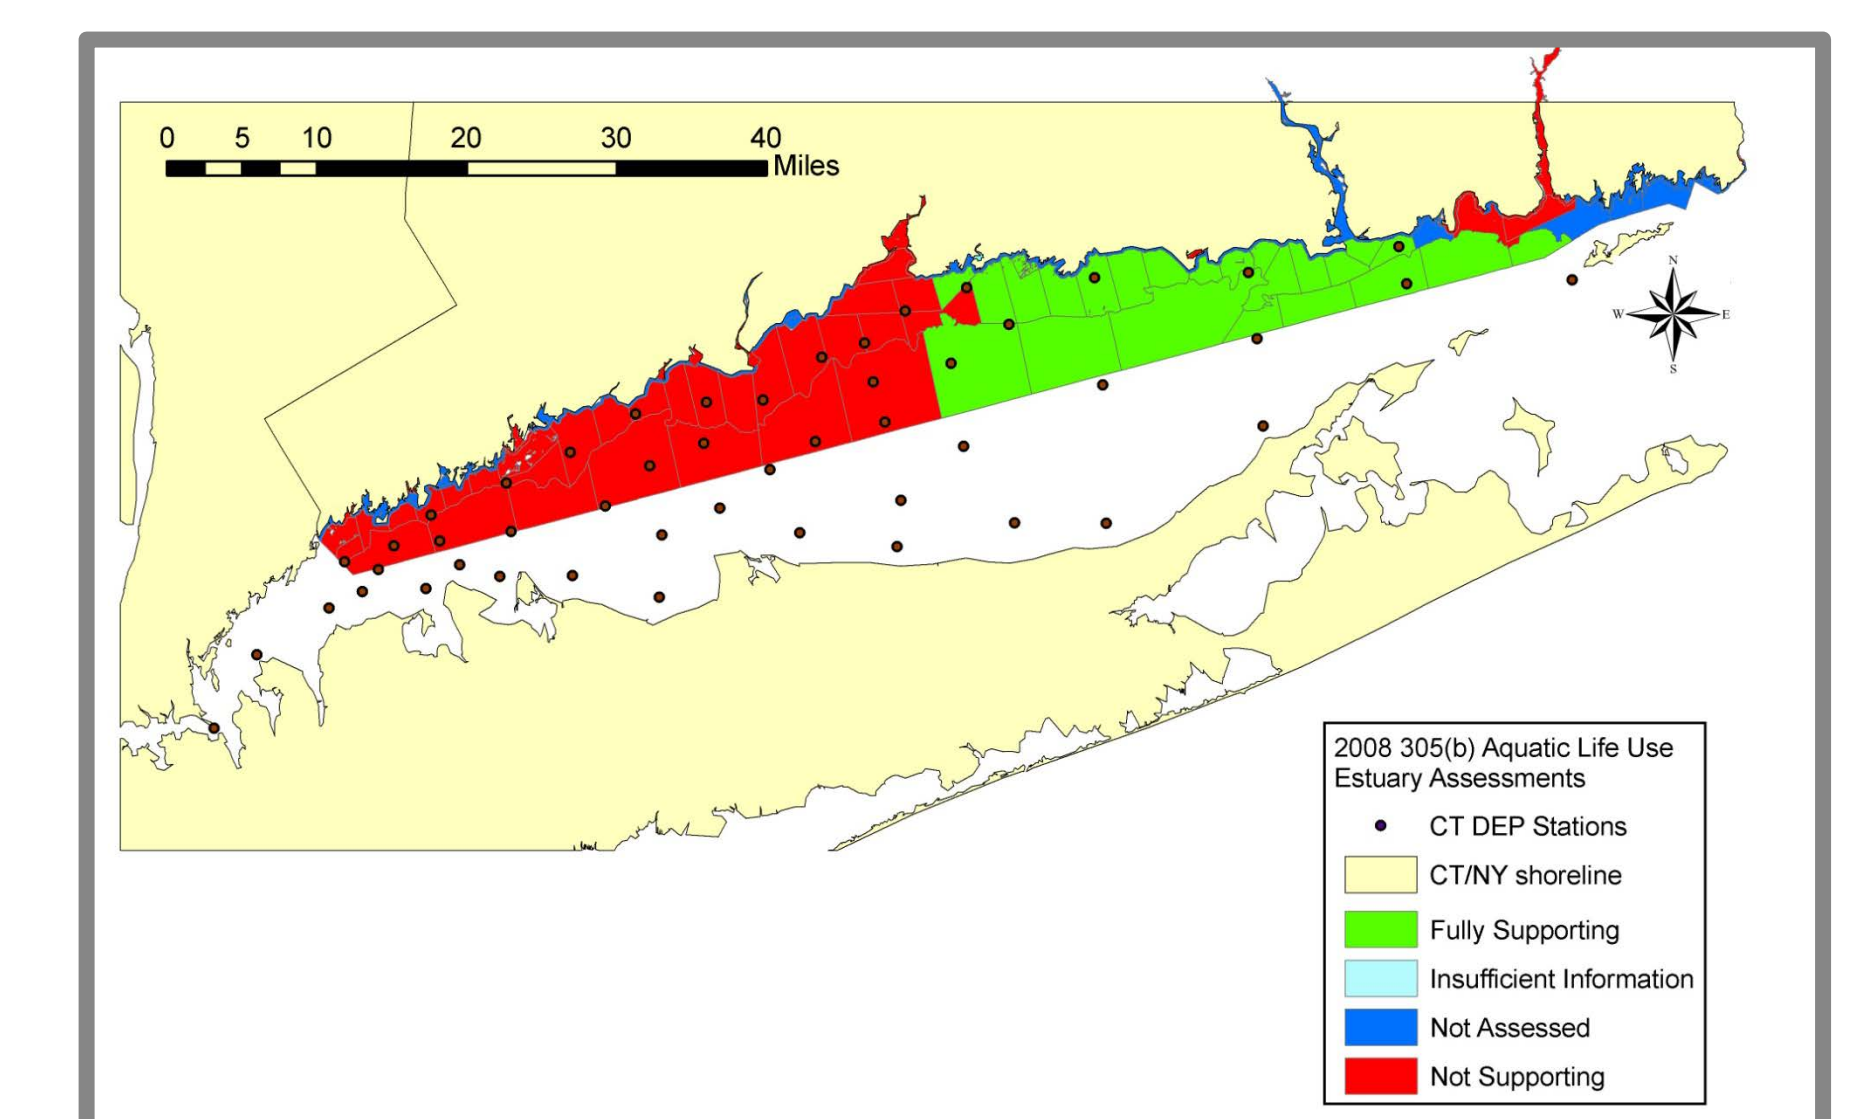 0 5 10 20 30 40
Miles
N
W E
S
2008 305(b) Aquatic Life Use
Estuary Assessments
CT DEP Stations
CT/NY shoreline
Fully Supporting
Insufficient Information
Not Assessed
Not Supporting